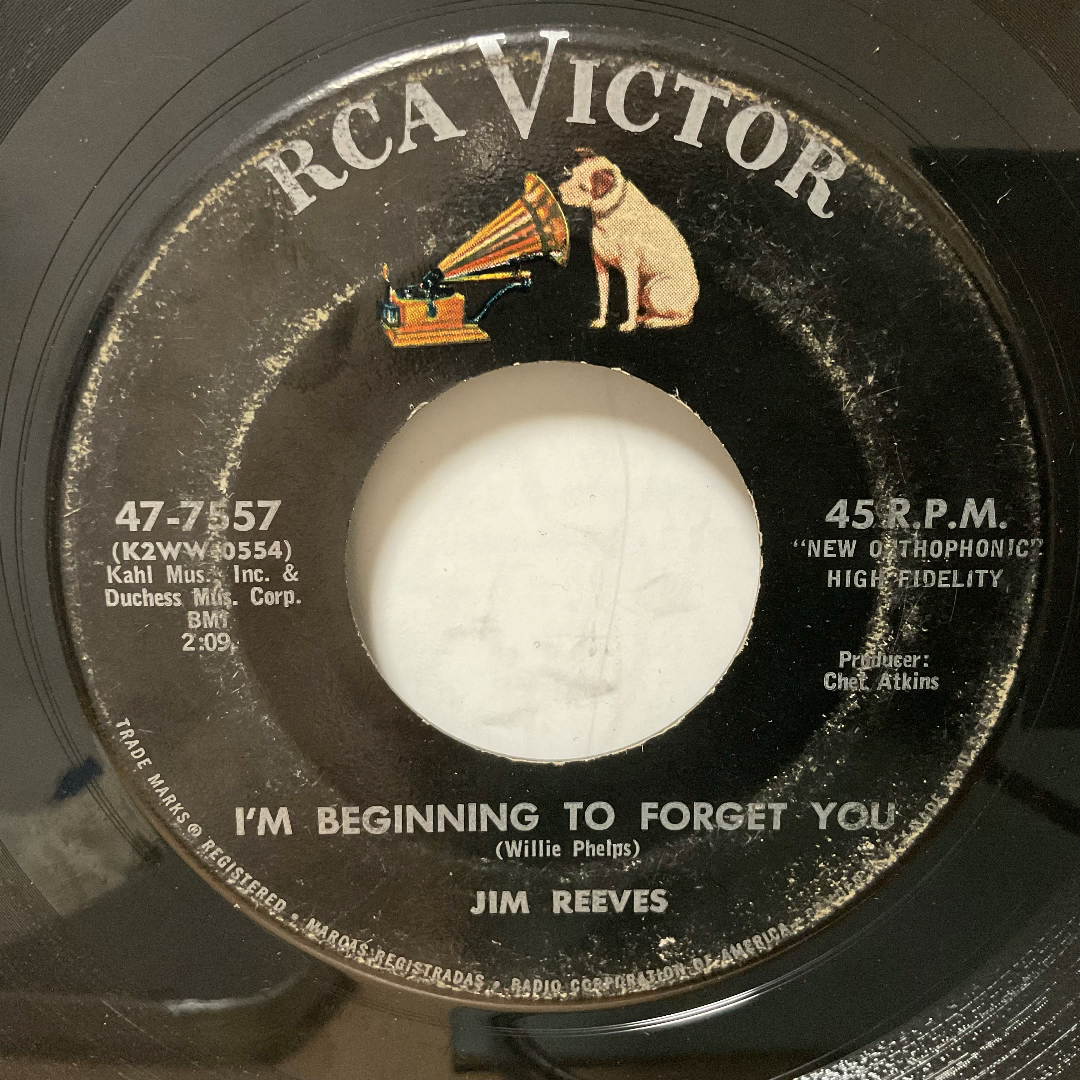 RCA VICTOR
47-7557
(K2WW-0554)
Kahl Mus., Inc. &
Duchess Mus. Corp.
BMI
2:09
45 R.P.M.
"NEW ORTHOPHONIC"
HIGH FIDELITY
Producer:
Chet Atkins
I'M BEGINNING TO FORGET YOU
(Willie Phelps)
JIM REEVES
TRADE MARKS ® REGISTERED • MARCAS REGISTRADAS • RADIO CORPORATION OF AMERICA MADE